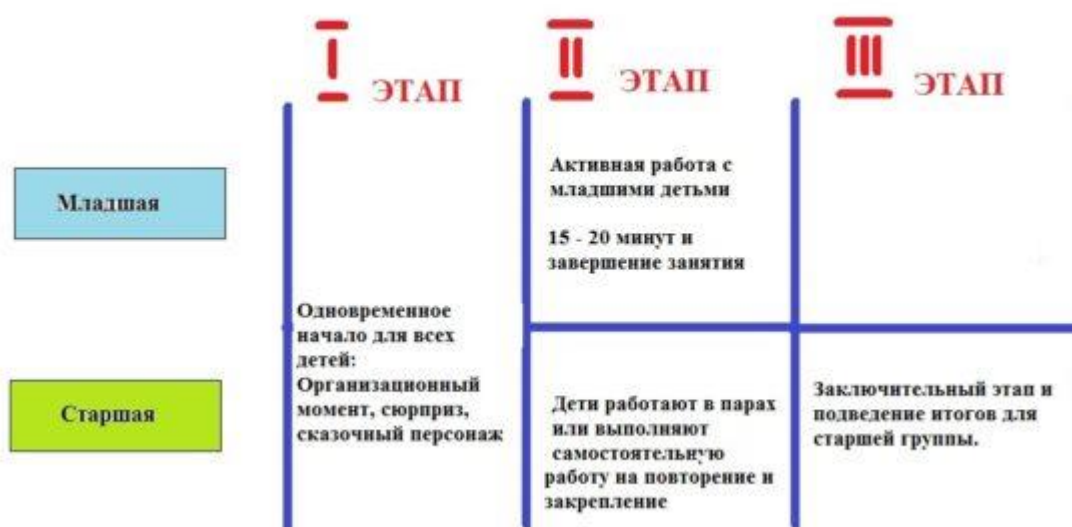 I ЭТАП
II ЭТАП
III ЭТАП
Младшая
Активная работа с
младшими детьми
15 - 20 минут и
завершение занятия
Одновременное
начало для всех
детей:
Организационный
момент, сюрприз,
сказочный персонаж
Старшая
Дети работают в парах
или выполняют
самостоятельную
работу на повторение и
закрепление
Заключительный этап и
подведение итогов для
старшей группы.